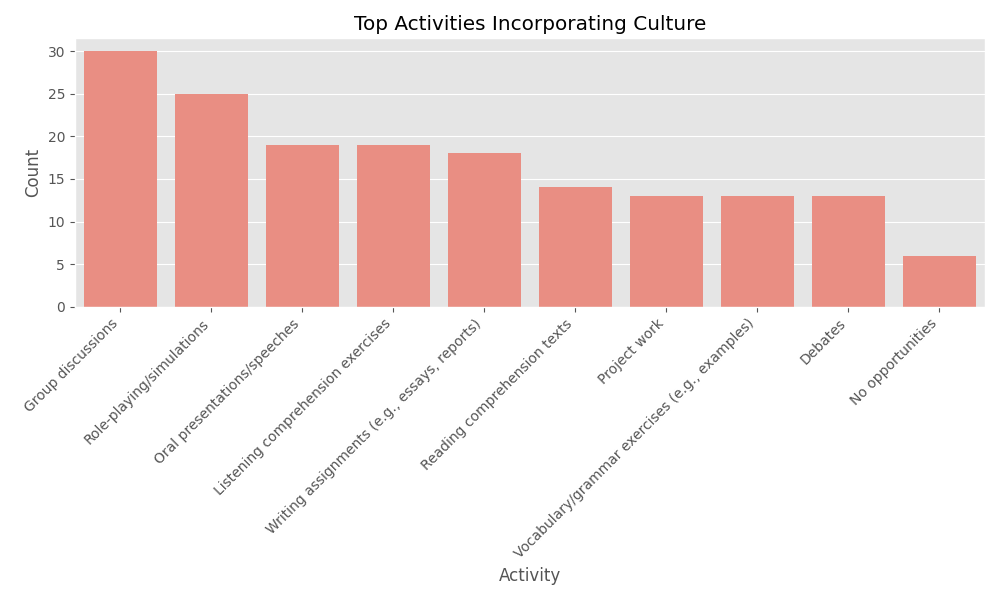 Top Activities Incorporating Culture
Count
30
25
20
15
10
5
0
Group discussions
Role-playing/simulations
Oral presentations/speeches
Listening comprehension exercises
Writing assignments (e.g., essays, reports)
Reading comprehension texts
Project work
Vocabulary/grammar exercises (e.g., examples)
Debates
No opportunities
Activity